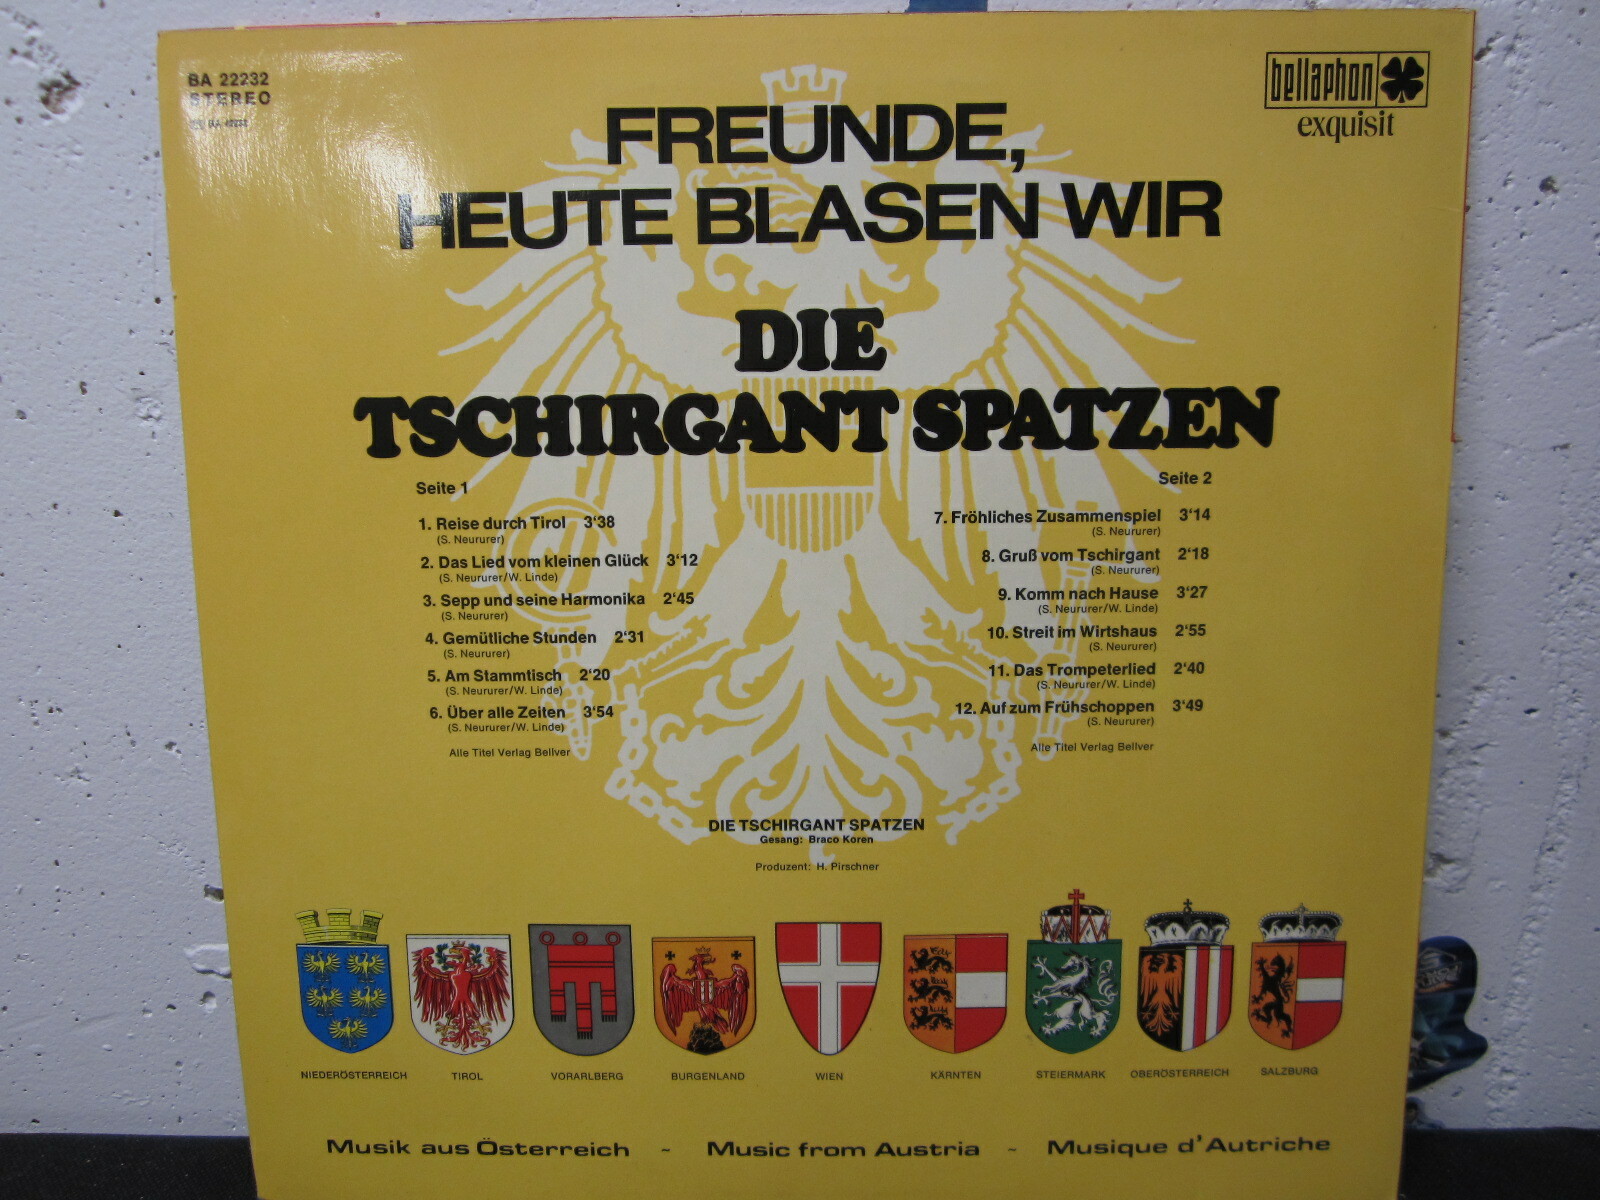 BA 22232
STEREO
bellaphon
exquisit
FREUNDE,
HEUTE BLASEN WIR
DIE
TSCHIRGANT SPATZEN
Seite 1
1. Reise durch Tirol 3'38
(S. Neururer)
2. Das Lied vom kleinen Glück 3'12
(S. Neururer/W. Linde)
3. Sepp und seine Harmonika 2'45
(S. Neururer)
4. Gemütliche Stunden 2'31
(S. Neururer)
5. Am Stammtisch 2'20
(S. Neururer/W. Linde)
6. Über alle Zeiten 3'54
(S. Neururer/W. Linde)
Alle Titel Verlag Bellver
Seite 2
7. Fröhliches Zusammenspiel 3'14
(S. Neururer)
8. Gruß vom Tschirgant 2'18
(S. Neururer)
9. Komm nach Hause 3'27
(S. Neururer/W. Linde)
10. Streit im Wirtshaus 2'55
(S. Neururer)
11. Das Trompeterlied 2'40
(S. Neururer/W. Linde)
12. Auf zum Frühschoppen 3'49
(S. Neururer)
Alle Titel Verlag Bellver
DIE TSCHIRGANT SPATZEN
Gesang: Braco Koren
Produzent: H. Pirschner
NIEDERÖSTERREICH
TIROL
VORARLBERG
BURGENLAND
WIEN
KÄRNTEN
STEIERMARK
OBERÖSTERREICH
SALZBURG
Musik aus Österreich ~ Music from Austria ~ Musique d'Autriche